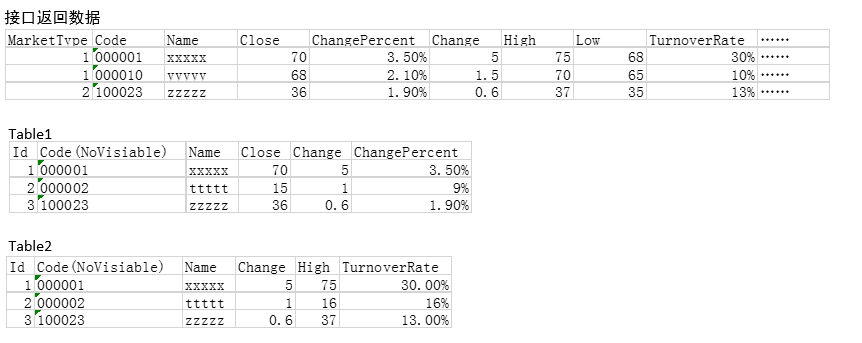 接口返回数据
MarketType Code Name Close ChangePercent Change High Low TurnoverRate ……
1 000001 xxxxx 70 3.50% 5 75 68 30% ……
1 000010 vvvvv 68 2.10% 1.5 70 65 10% ……
2 100023 zzzzz 36 1.90% 0.6 37 35 13% ……
Table1
Id Code(NoVisiable) Name Close Change ChangePercent
1 000001 xxxxx 70 5 3.50%
2 000002 ttttt 15 1 9%
3 100023 zzzzz 36 0.6 1.90%
Table2
Id Code(NoVisiable) Name Change High TurnoverRate
1 000001 xxxxx 5 75 30.00%
2 000002 ttttt 1 16 16%
3 100023 zzzzz 0.6 37 13.00%